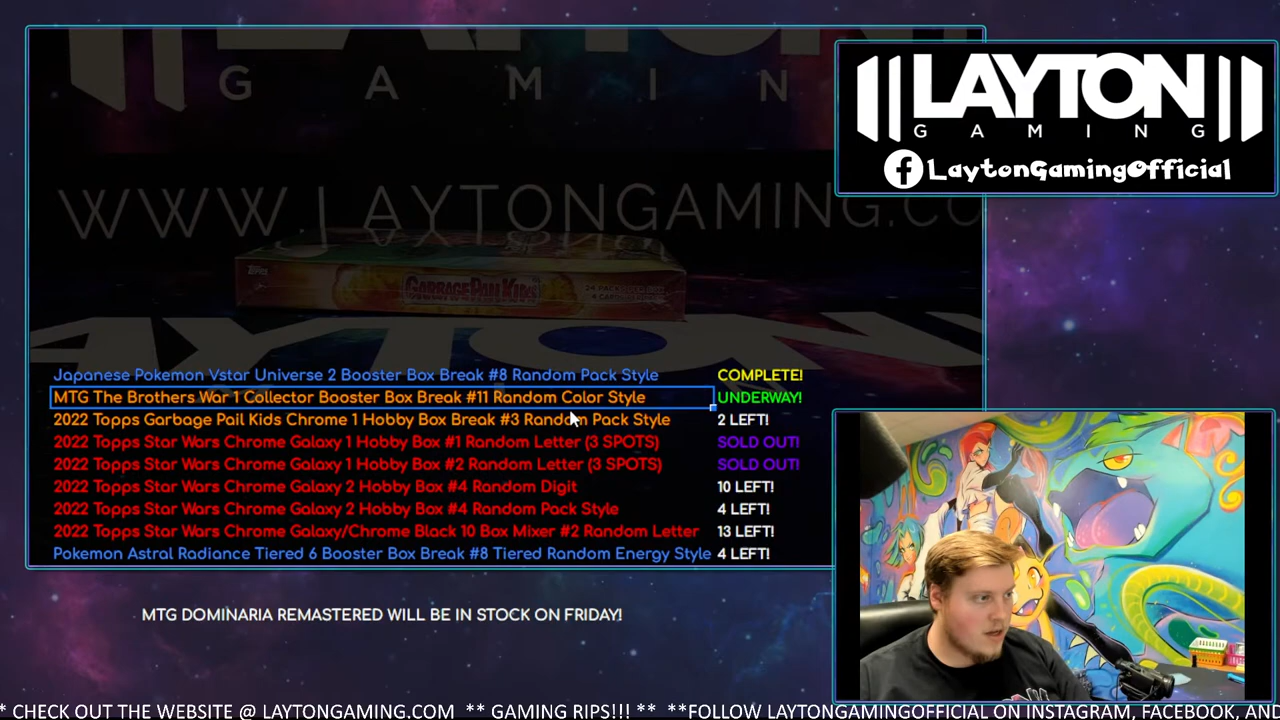 GAMIN
WWW.LAYTONGAMING.CO
TOPPS
GARBAGE PAIL KIDS
LAYTON
LAYTON
GAMING
LaytonGamingOfficial
Japanese Pokemon Vstar Universe 2 Booster Box Break #8 Random Pack Style COMPLETE!
MTG The Brothers War 1 Collector Booster Box Break #11 Random Color Style UNDERWAY!
2022 Topps Garbage Pail Kids Chrome 1 Hobby Box Break #3 Random Pack Style 2 LEFT!
2022 Topps Star Wars Chrome Galaxy 1 Hobby Box #1 Random Letter (3 SPOTS) SOLD OUT!
2022 Topps Star Wars Chrome Galaxy 1 Hobby Box #2 Random Letter (3 SPOTS) SOLD OUT!
2022 Topps Star Wars Chrome Galaxy 2 Hobby Box #4 Random Digit 10 LEFT!
2022 Topps Star Wars Chrome Galaxy 2 Hobby Box #4 Random Pack Style 4 LEFT!
2022 Topps Star Wars Chrome Galaxy/Chrome Black 10 Box Mixer #2 Random Letter 13 LEFT!
Pokemon Astral Radiance Tiered 6 Booster Box Break #8 Tiered Random Energy Style 4 LEFT!
MTG DOMINARIA REMASTERED WILL BE IN STOCK ON FRIDAY!
* CHECK OUT THE WEBSITE @ LAYTONGAMING.COM ** GAMING RIPS!!! ** **FOLLOW LAYTONGAMINGOFFICIAL ON INSTAGRAM, FACEBOOK, AND